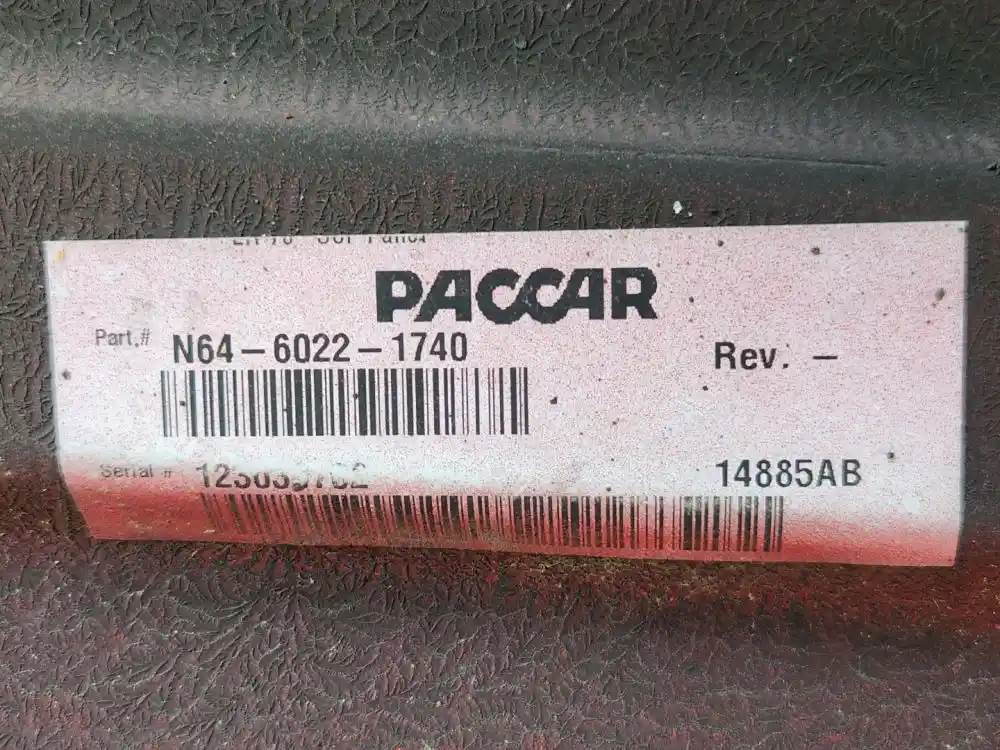 PACCAR
Part.# N64-6022-1740
Rev. -
Serial #
14885AB